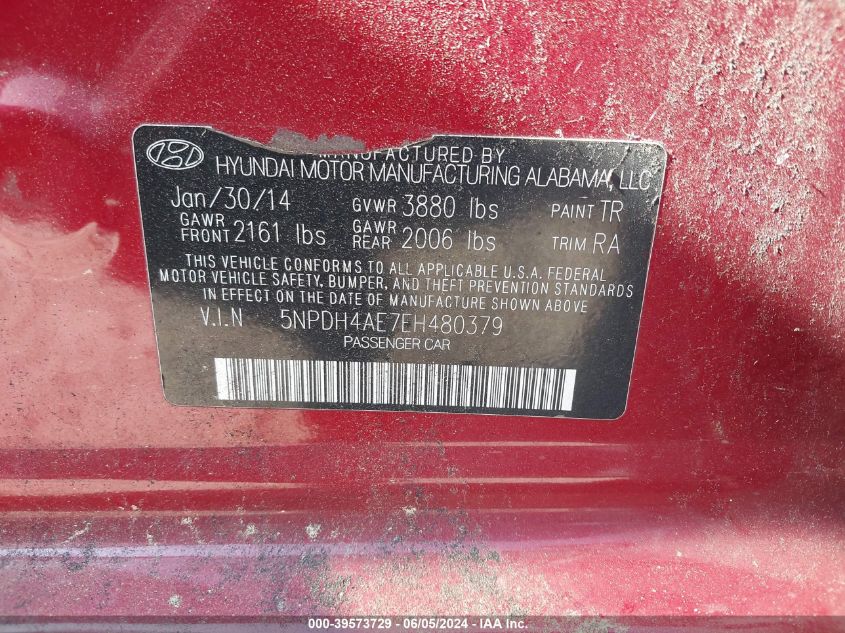 MANUFACTURED BY
HYUNDAI MOTOR MANUFACTURING ALABAMA, LLC
Jan/30/14 GVWR 3880 lbs PAINT TR
GAWR FRONT 2161 lbs GAWR REAR 2006 lbs TRIM RA
THIS VEHICLE CONFORMS TO ALL APPLICABLE U.S.A. FEDERAL
MOTOR VEHICLE SAFETY, BUMPER, AND THEFT PREVENTION STANDARDS
IN EFFECT ON THE DATE OF MANUFACTURE SHOWN ABOVE
V.I.N 5NPDH4AE7EH480379
PASSENGER CAR
000-39573729 - 06/05/2024 - IAA Inc.